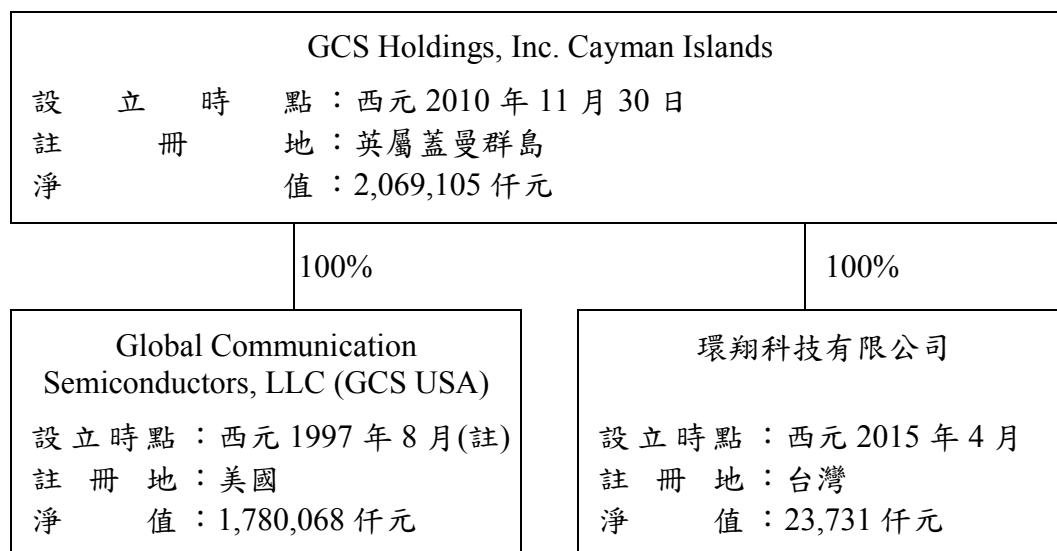 GCS Holdings, Inc. Cayman Islands
設立時點：西元 2010 年 11 月 30 日
註冊地：英屬蓋曼群島
淨值：2,069,105 仟元
100%
100%
Global Communication
Semiconductors, LLC (GCS USA)
設立時點：西元 1997 年 8 月(註)
註冊地：美國
淨值：1,780,068 仟元
環翔科技有限公司
設立時點：西元 2015 年 4 月
註冊地：台灣
淨值：23,731 仟元